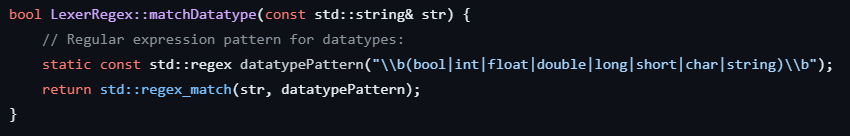 bool LexerRegex::matchDatatype(const std::string& str) {
    // Regular expression pattern for datatypes:
    static const std::regex datatypePattern("\\b(bool|int|float|double|long|short|char|string)\\b");
    return std::regex_match(str, datatypePattern);
}